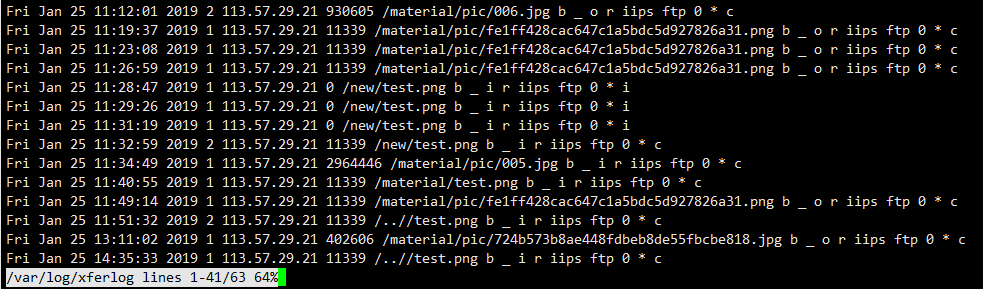 Fri Jan 25 11:12:01 2019 2 113.57.29.21 930605 /material/pic/006.jpg b _ o r iips ftp 0 * c
Fri Jan 25 11:19:37 2019 1 113.57.29.21 11339 /material/pic/fe1ff428cac647c1a5bdc5d927826a31.png b _ o r iips ftp 0 * c
Fri Jan 25 11:23:08 2019 1 113.57.29.21 11339 /material/pic/fe1ff428cac647c1a5bdc5d927826a31.png b _ o r iips ftp 0 * c
Fri Jan 25 11:26:59 2019 1 113.57.29.21 11339 /material/pic/fe1ff428cac647c1a5bdc5d927826a31.png b _ o r iips ftp 0 * c
Fri Jan 25 11:28:47 2019 1 113.57.29.21 0 /new/test.png b _ i r iips ftp 0 * i
Fri Jan 25 11:29:26 2019 1 113.57.29.21 0 /new/test.png b _ i r iips ftp 0 * i
Fri Jan 25 11:31:19 2019 1 113.57.29.21 0 /new/test.png b _ i r iips ftp 0 * i
Fri Jan 25 11:32:59 2019 2 113.57.29.21 11339 /new/test.png b _ i r iips ftp 0 * c
Fri Jan 25 11:34:49 2019 1 113.57.29.21 2964446 /material/pic/005.jpg b _ i r iips ftp 0 * c
Fri Jan 25 11:40:55 2019 1 113.57.29.21 11339 /material/test.png b _ i r iips ftp 0 * c
Fri Jan 25 11:49:14 2019 1 113.57.29.21 11339 /material/pic/fe1ff428cac647c1a5bdc5d927826a31.png b _ o r iips ftp 0 * c
Fri Jan 25 11:51:32 2019 2 113.57.29.21 11339 /..//test.png b _ i r iips ftp 0 * c
Fri Jan 25 13:11:02 2019 1 113.57.29.21 402606 /material/pic/724b573b8ae448fdbeb8de55fbcbe818.jpg b _ o r iips ftp 0 * c
Fri Jan 25 14:35:33 2019 1 113.57.29.21 11339 /..//test.png b _ i r iips ftp 0 * c
/var/log/xferlog lines 1-41/63 64%